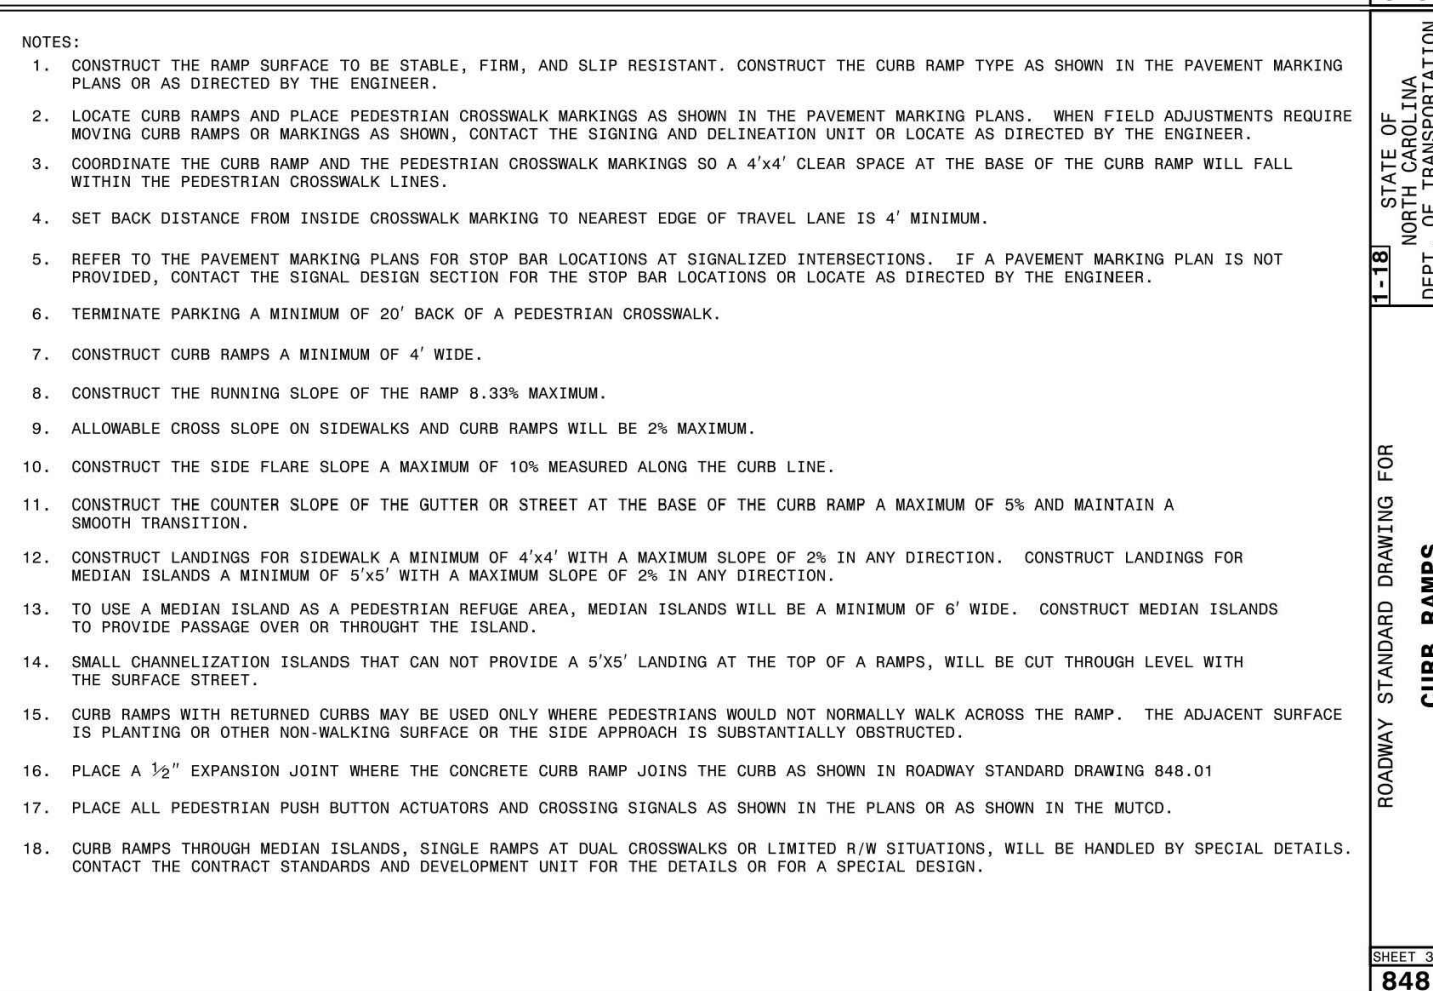 NOTES:
1. CONSTRUCT THE RAMP SURFACE TO BE STABLE, FIRM, AND SLIP RESISTANT. CONSTRUCT THE CURB RAMP TYPE AS SHOWN IN THE PAVEMENT MARKING
PLANS OR AS DIRECTED BY THE ENGINEER.
2. LOCATE CURB RAMPS AND PLACE PEDESTRIAN CROSSWALK MARKINGS AS SHOWN IN THE PAVEMENT MARKING PLANS. WHEN FIELD ADJUSTMENTS REQUIRE
MOVING CURB RAMPS OR MARKINGS AS SHOWN, CONTACT THE SIGNING AND DELINEATION UNIT OR LOCATE AS DIRECTED BY THE ENGINEER.
3. COORDINATE THE CURB RAMP AND THE PEDESTRIAN CROSSWALK MARKINGS SO A 4'x4' CLEAR SPACE AT THE BASE OF THE CURB RAMP WILL FALL
WITHIN THE PEDESTRIAN CROSSWALK LINES.
4. SET BACK DISTANCE FROM INSIDE CROSSWALK MARKING TO NEAREST EDGE OF TRAVEL LANE IS 4' MINIMUM.
5. REFER TO THE PAVEMENT MARKING PLANS FOR STOP BAR LOCATIONS AT SIGNALIZED INTERSECTIONS. IF A PAVEMENT MARKING PLAN IS NOT
PROVIDED, CONTACT THE SIGNAL DESIGN SECTION FOR THE STOP BAR LOCATIONS OR LOCATE AS DIRECTED BY THE ENGINEER.
6. TERMINATE PARKING A MINIMUM OF 20' BACK OF A PEDESTRIAN CROSSWALK.
7. CONSTRUCT CURB RAMPS A MINIMUM OF 4' WIDE.
8. CONSTRUCT THE RUNNING SLOPE OF THE RAMP 8.33% MAXIMUM.
9. ALLOWABLE CROSS SLOPE ON SIDEWALKS AND CURB RAMPS WILL BE 2% MAXIMUM.
10. CONSTRUCT THE SIDE FLARE SLOPE A MAXIMUM OF 10% MEASURED ALONG THE CURB LINE.
11. CONSTRUCT THE COUNTER SLOPE OF THE GUTTER OR STREET AT THE BASE OF THE CURB RAMP A MAXIMUM OF 5% AND MAINTAIN A
SMOOTH TRANSITION.
12. CONSTRUCT LANDINGS FOR SIDEWALK A MINIMUM OF 4'x4' WITH A MAXIMUM SLOPE OF 2% IN ANY DIRECTION. CONSTRUCT LANDINGS FOR
MEDIAN ISLANDS A MINIMUM OF 5'x5' WITH A MAXIMUM SLOPE OF 2% IN ANY DIRECTION.
13. TO USE A MEDIAN ISLAND AS A PEDESTRIAN REFUGE AREA, MEDIAN ISLANDS WILL BE A MINIMUM OF 6' WIDE. CONSTRUCT MEDIAN ISLANDS
TO PROVIDE PASSAGE OVER OR THROUGHT THE ISLAND.
14. SMALL CHANNELIZATION ISLANDS THAT CAN NOT PROVIDE A 5'X5' LANDING AT THE TOP OF A RAMPS, WILL BE CUT THROUGH LEVEL WITH
THE SURFACE STREET.
15. CURB RAMPS WITH RETURNED CURBS MAY BE USED ONLY WHERE PEDESTRIANS WOULD NOT NORMALLY WALK ACROSS THE RAMP. THE ADJACENT SURFACE
IS PLANTING OR OTHER NON-WALKING SURFACE OR THE SIDE APPROACH IS SUBSTANTIALLY OBSTRUCTED.
16. PLACE A ½" EXPANSION JOINT WHERE THE CONCRETE CURB RAMP JOINS THE CURB AS SHOWN IN ROADWAY STANDARD DRAWING 848.01
17. PLACE ALL PEDESTRIAN PUSH BUTTON ACTUATORS AND CROSSING SIGNALS AS SHOWN IN THE PLANS OR AS SHOWN IN THE MUTCD.
18. CURB RAMPS THROUGH MEDIAN ISLANDS, SINGLE RAMPS AT DUAL CROSSWALKS OR LIMITED R/W SITUATIONS, WILL BE HANDLED BY SPECIAL DETAILS.
CONTACT THE CONTRACT STANDARDS AND DEVELOPMENT UNIT FOR THE DETAILS OR FOR A SPECIAL DESIGN.
1-18
STATE OF
NORTH CAROLINA
DEPT. OF TRANSPORTATION
ROADWAY STANDARD DRAWING FOR
CURB RAMPS
SHEET 3
848